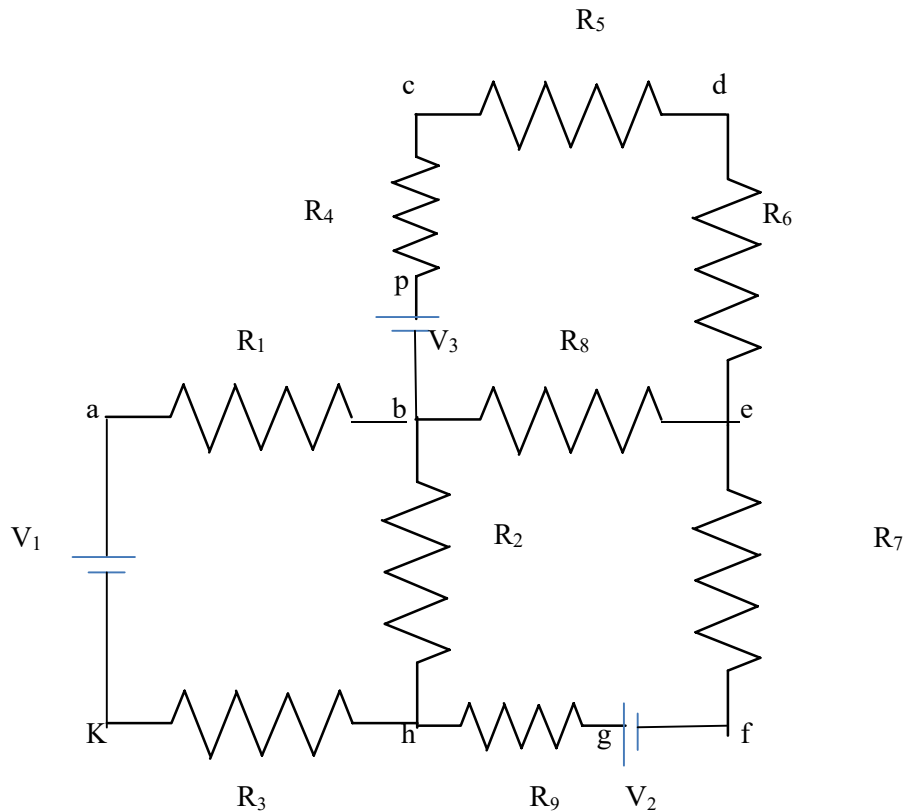 R₅
c d
R₄ R₆
p
R₁ V₃ R₈
a b e
V₁ R₂ R₇
K h g f
R₃ R₉ V₂